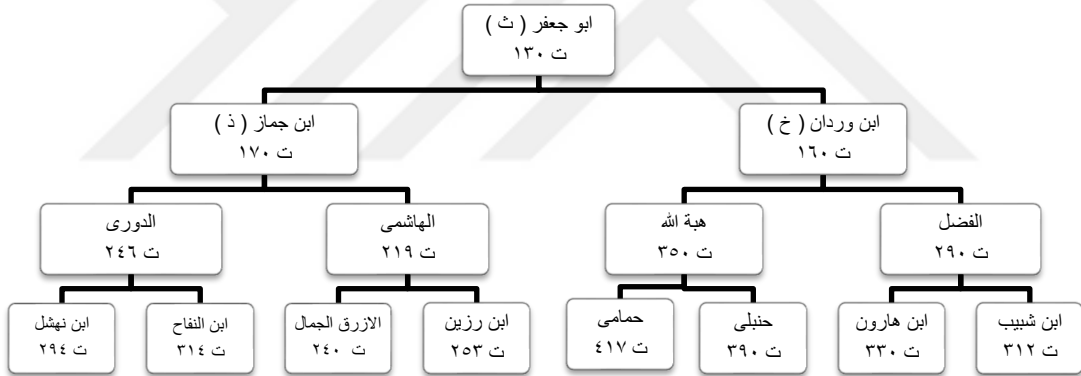 ابو جعفر ( ث )
ت ١٣٠
ابن وردان ( خ )
ت ١٦٠
ابن جماز ( ذ )
ت ١٧٠
الفضل
ت ٢٩٠
هبة الله
ت ٣٥٠
الهاشمى
ت ٢١٩
الدورى
ت ٢٤٦
ابن شبيب
ت ٣١٢
ابن هارون
ت ٣٣٠
حنبلى
ت ٣٩٠
حمامى
ت ٤١٧
ابن رزين
ت ٢٥٣
الازرق الجمال
ت ٢٤٠
ابن النفاح
ت ٣١٤
ابن نهشل
ت ٢٩٤